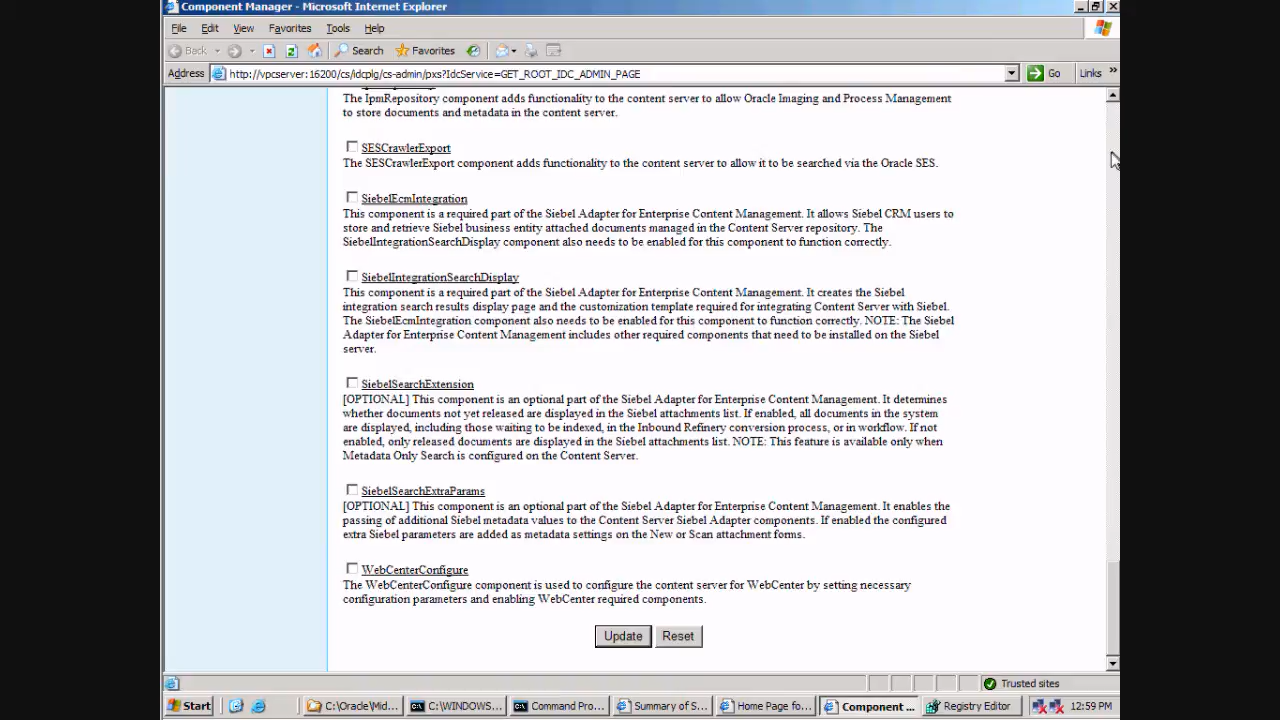 Component Manager - Microsoft Internet Explorer
File Edit View Favorites Tools Help
Back Search Favorites
Address http://vpcserver:16200/cs/idcplg/cs-admin/pxs?IdcService=GET_ROOT_IDC_ADMIN_PAGE Go Links »
The IpmRepository component adds functionality to the content server to allow Oracle Imaging and Process Management
to store documents and metadata in the content server.
SESCrawlerExport
The SESCrawlerExport component adds functionality to the content server to allow it to be searched via the Oracle SES.
SiebelEcmIntegration
This component is a required part of the Siebel Adapter for Enterprise Content Management. It allows Siebel CRM users to
store and retrieve Siebel business entity attached documents managed in the Content Server repository. The
SiebelIntegrationSearchDisplay component also needs to be enabled for this component to function correctly.
SiebelIntegrationSearchDisplay
This component is a required part of the Siebel Adapter for Enterprise Content Management. It creates the Siebel
integration search results display page and the customization template required for integrating Content Server with Siebel.
The SiebelEcmIntegration component also needs to be enabled for this component to function correctly. NOTE: The Siebel
Adapter for Enterprise Content Management includes other required components that need to be installed on the Siebel
server.
SiebelSearchExtension
[OPTIONAL] This component is an optional part of the Siebel Adapter for Enterprise Content Management. It determines
whether documents not yet released are displayed in the Siebel attachments list. If enabled, all documents in the system
are displayed, including those waiting to be indexed, in the Inbound Refinery conversion process, or in workflow. If not
enabled, only released documents are displayed in the Siebel attachments list. NOTE: This feature is available only when
Metadata Only Search is configured on the Content Server.
SiebelSearchExtraParams
[OPTIONAL] This component is an optional part of the Siebel Adapter for Enterprise Content Management. It enables the
passing of additional Siebel metadata values to the Content Server Siebel Adapter components. If enabled the configured
extra Siebel parameters are added as metadata settings on the New or Scan attachment forms.
WebCenterConfigure
The WebCenterConfigure component is used to configure the content server for WebCenter by setting necessary
configuration parameters and enabling WebCenter required components.
Update Reset
Trusted sites
Start C:\Oracle\Mid... C:\WINDOWS... Command Pro... Summary of S... Home Page fo... Component ... Registry Editor 12:59 PM